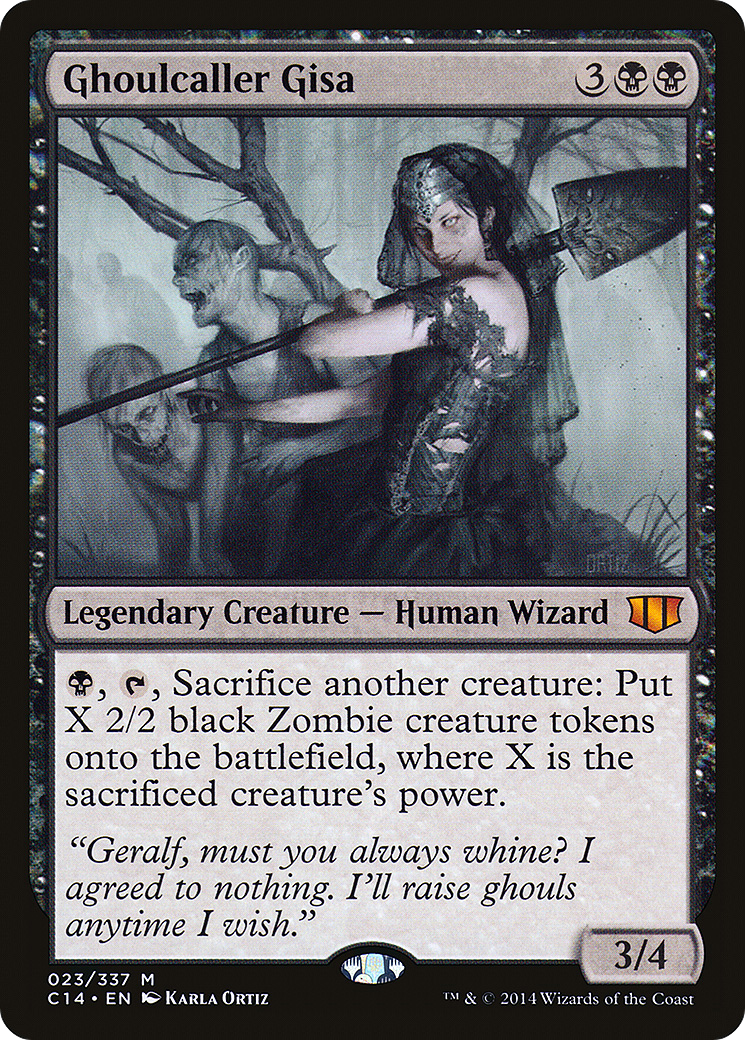 Ghoulcaller Gisa 3
ORTIZ
Legendary Creature — Human Wizard
, , Sacrifice another creature: Put
X 2/2 black Zombie creature tokens
onto the battlefield, where X is the
sacrificed creature's power.
“Geralf, must you always whine? I
agreed to nothing. I'll raise ghouls
anytime I wish.”
3/4
023/337 M
C14 • EN Karla Ortiz
™ & © 2014 Wizards of the Coast